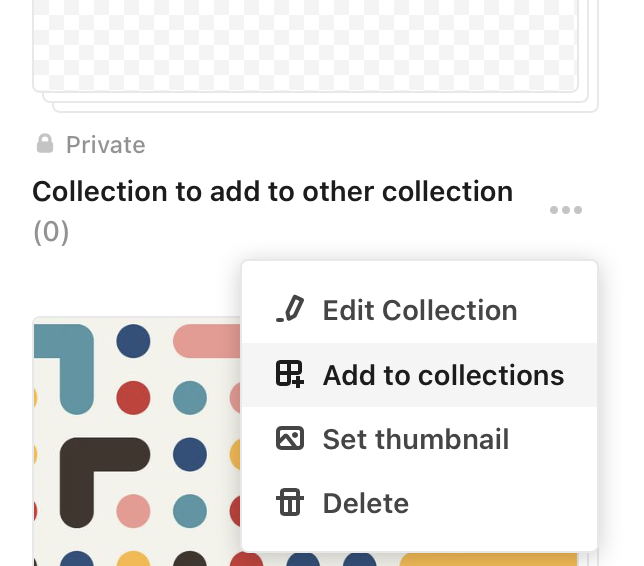 Private
Collection to add to other collection
(0)
Edit Collection
Add to collections
Set thumbnail
Delete